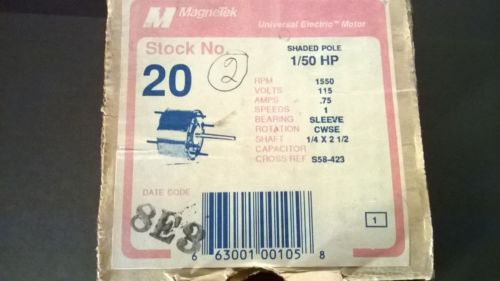 M MagneTek
Universal Electric™ Motor
Stock No. 20
2
SHADED POLE
1/50 HP
RPM 1550
VOLTS 115
AMPS .75
SPEEDS 1
BEARING SLEEVE
ROTATION CWSE
SHAFT 1/4 X 2 1/2
CAPACITOR
CROSS REF S58-423
DATE CODE
8E8
1
6 63001 00105 8